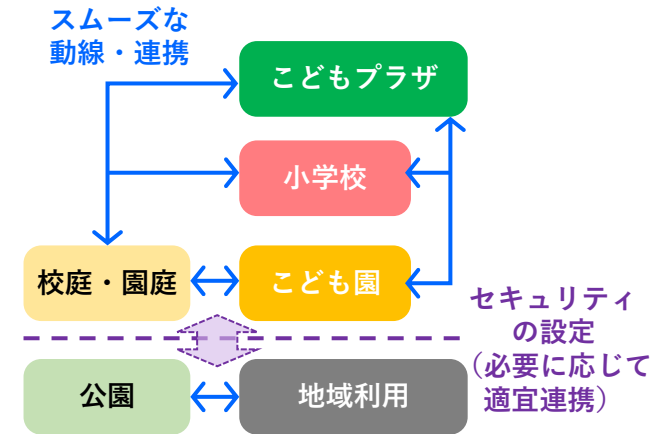 スムーズな
動線・連携
こどもプラザ
小学校
校庭・園庭
こども園
セキュリティ
の設定
（必要に応じて
適宜連携）
公園
地域利用